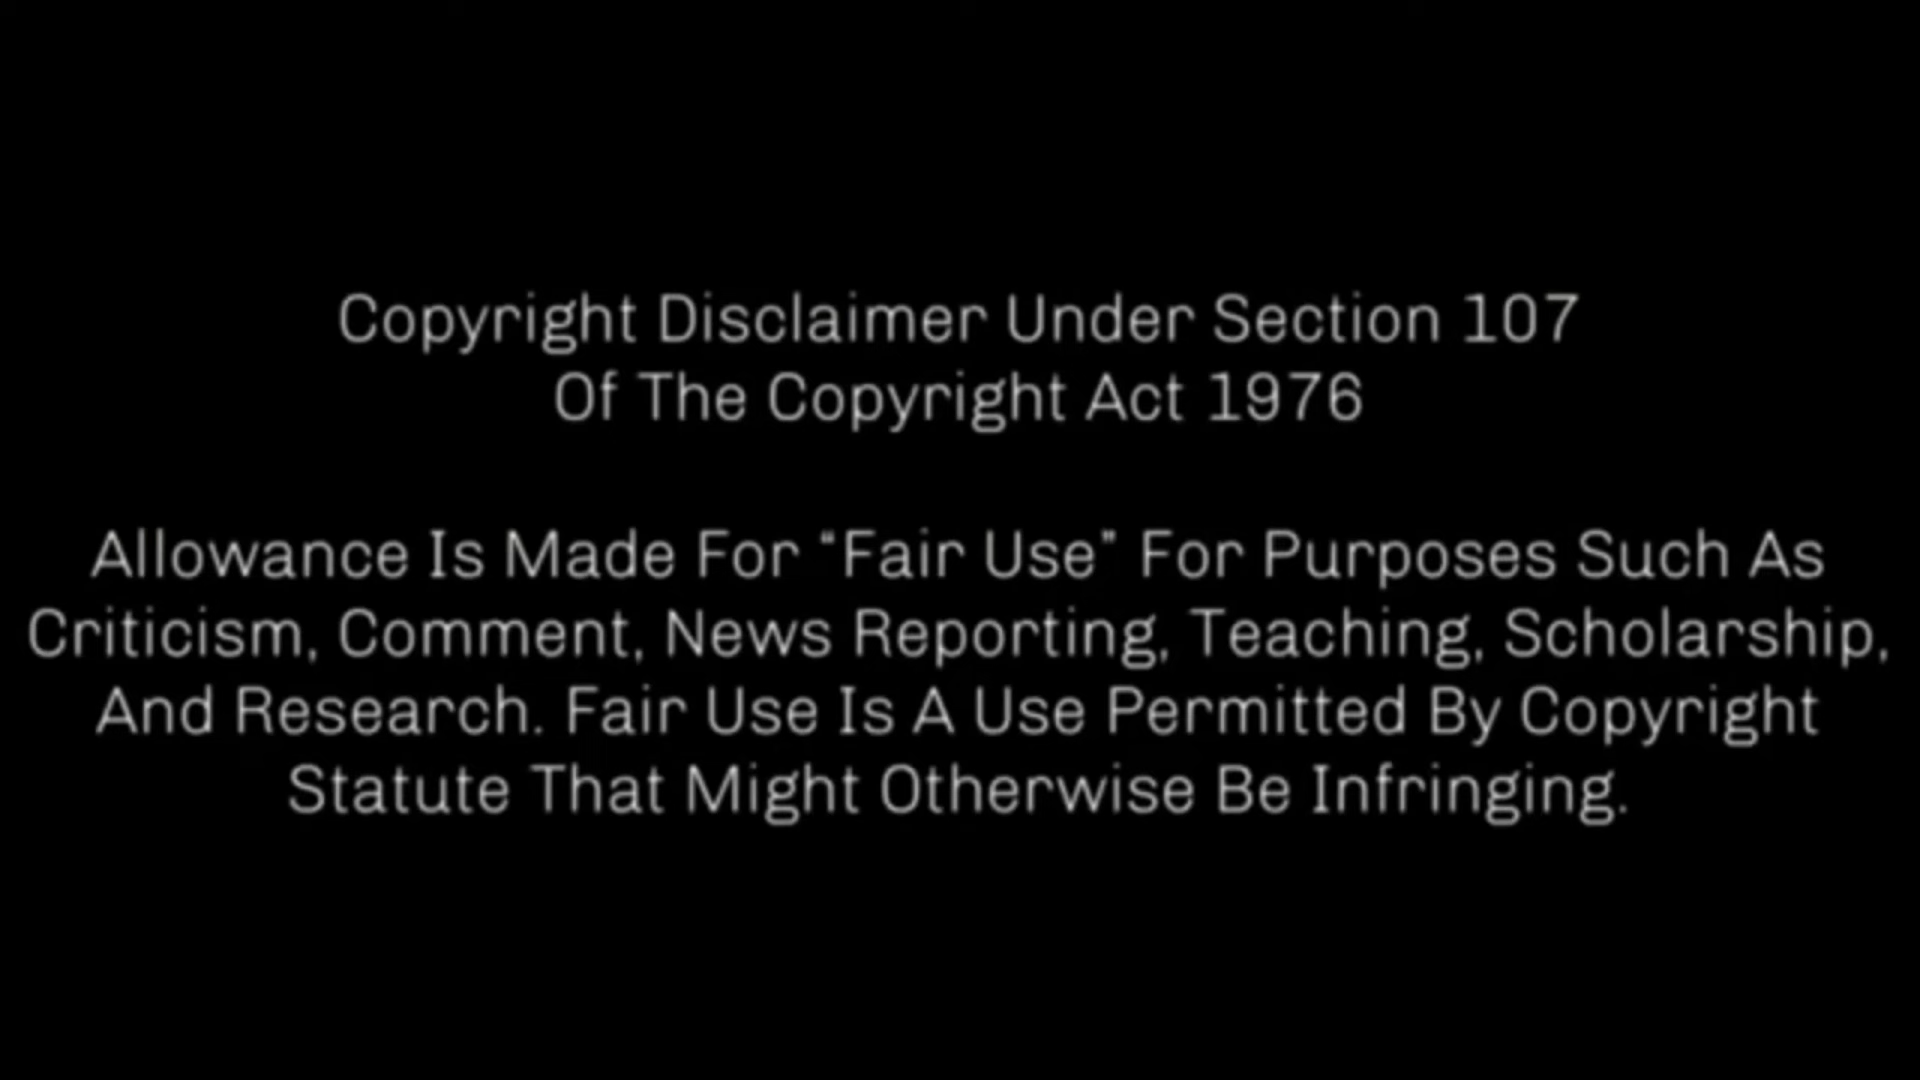 Copyright Disclaimer Under Section 107
Of The Copyright Act 1976
Allowance Is Made For “Fair Use” For Purposes Such As
Criticism, Comment, News Reporting, Teaching, Scholarship,
And Research. Fair Use Is A Use Permitted By Copyright
Statute That Might Otherwise Be Infringing.